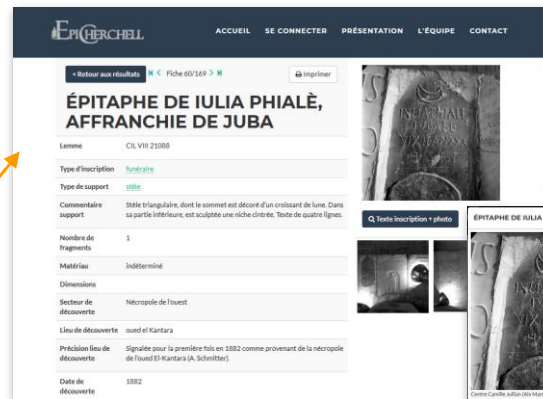 EPICHERCHELL
ACCUEIL SE CONNECTER PRÉSENTATION L'ÉQUIPE CONTACT
< Retour aux résultats
Fiche 60/169
Imprimer
ÉPITAPHE DE IULIA PHIALÈ,
AFFRANCHIE DE JUBA
Lemme CIL VIII 21088
Type d'inscription funéraire
Type de support stèle
Commentaire support Stèle triangulaire, dont le sommet est décoré d'un croissant de lune. Dans
sa partie inférieure, est sculptée une niche cintrée. Texte de quatre lignes.
Nombre de fragments 1
Matériau indéterminé
Dimensions
Secteur de découverte Nécropole de l'ouest
Lieu de découverte oued el Kantara
Précision lieu de découverte Signalée pour la première fois en 1882 comme provenant de la nécropole
de l'oued El-Kantara (A. Schmitter).
Date de découverte 1882
Texte inscription + photo
ÉPITAPHE DE IULIA
Centre Camille Jullian